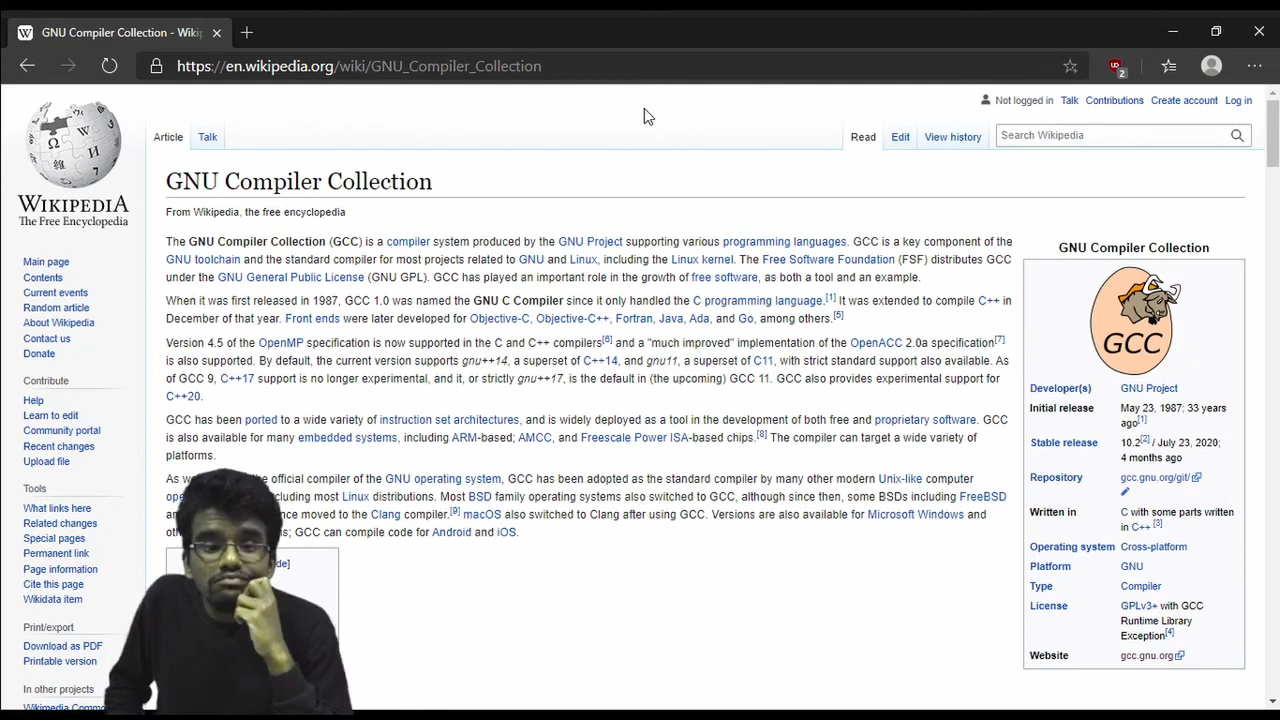 GNU Compiler Collection - Wikip
https://en.wikipedia.org/wiki/GNU_Compiler_Collection
2
Not logged in Talk Contributions Create account Log in
Article Talk
Read Edit View history
Search Wikipedia
WIKIPEDIA
The Free Encyclopedia
Main page
Contents
Current events
Random article
About Wikipedia
Contact us
Donate
Contribute
Help
Learn to edit
Community portal
Recent changes
Upload file
Tools
What links here
Related changes
Special pages
Permanent link
Page information
Cite this page
Wikidata item
Print/export
Download as PDF
Printable version
In other projects
Wikimedia Commo
GNU Compiler Collection
From Wikipedia, the free encyclopedia
The GNU Compiler Collection (GCC) is a compiler system produced by the GNU Project supporting various programming languages. GCC is a key component of the
GNU toolchain and the standard compiler for most projects related to GNU and Linux, including the Linux kernel. The Free Software Foundation (FSF) distributes GCC
under the GNU General Public License (GNU GPL). GCC has played an important role in the growth of free software, as both a tool and an example.
When it was first released in 1987, GCC 1.0 was named the GNU C Compiler since it only handled the C programming language.[1] It was extended to compile C++ in
December of that year. Front ends were later developed for Objective-C, Objective-C++, Fortran, Java, Ada, and Go, among others.[5]
Version 4.5 of the OpenMP specification is now supported in the C and C++ compilers[6] and a "much improved" implementation of the OpenACC 2.0a specification[7]
is also supported. By default, the current version supports gnu++14, a superset of C++14, and gnu11, a superset of C11, with strict standard support also available. As
of GCC 9, C++17 support is no longer experimental, and it, or strictly gnu++17, is the default in (the upcoming) GCC 11. GCC also provides experimental support for
C++20.
GCC has been ported to a wide variety of instruction set architectures, and is widely deployed as a tool in the development of both free and proprietary software. GCC
is also available for many embedded systems, including ARM-based; AMCC, and Freescale Power ISA-based chips.[8] The compiler can target a wide variety of
platforms.
As w official compiler of the GNU operating system, GCC has been adopted as the standard compiler by many other modern Unix-like computer
ope cluding most Linux distributions. Most BSD family operating systems also switched to GCC, although since then, some BSDs including FreeBSD
nce moved to the Clang compiler.[9] macOS also switched to Clang after using GCC. Versions are also available for Microsoft Windows and
oth s; GCC can compile code for Android and iOS.
de]
GNU Compiler Collection
GCC
Developer(s) GNU Project
Initial release May 23, 1987; 33 years
ago[1]
Stable release 10.2[2] / July 23, 2020;
4 months ago
Repository gcc.gnu.org/git/
Written in C with some parts written
in C++ [3]
Operating system Cross-platform
Platform GNU
Type Compiler
License GPLv3+ with GCC
Runtime Library
Exception[4]
Website gcc.gnu.org